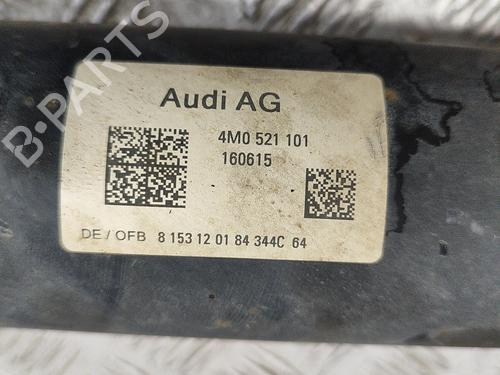 B-PARTS
Audi AG
4M0 521 101
160615
DE / OFB 8 153 12 01 84 344C 64